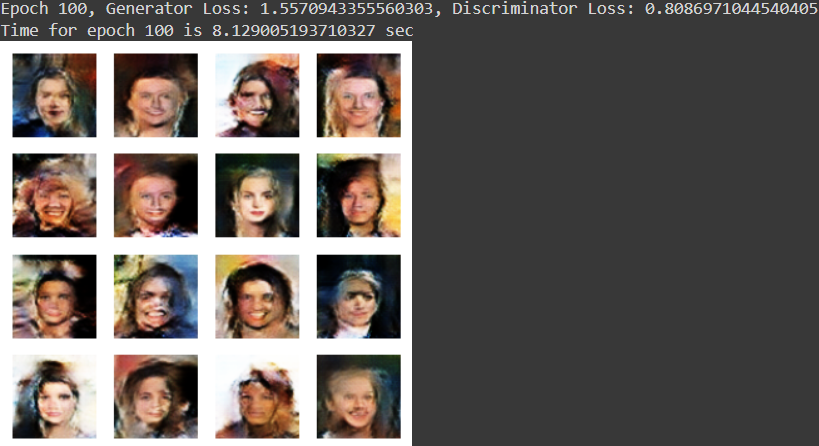 Epoch 100, Generator Loss: 1.5570943355560303, Discriminator Loss: 0.8086971044540405
Time for epoch 100 is 8.129005193710327 sec